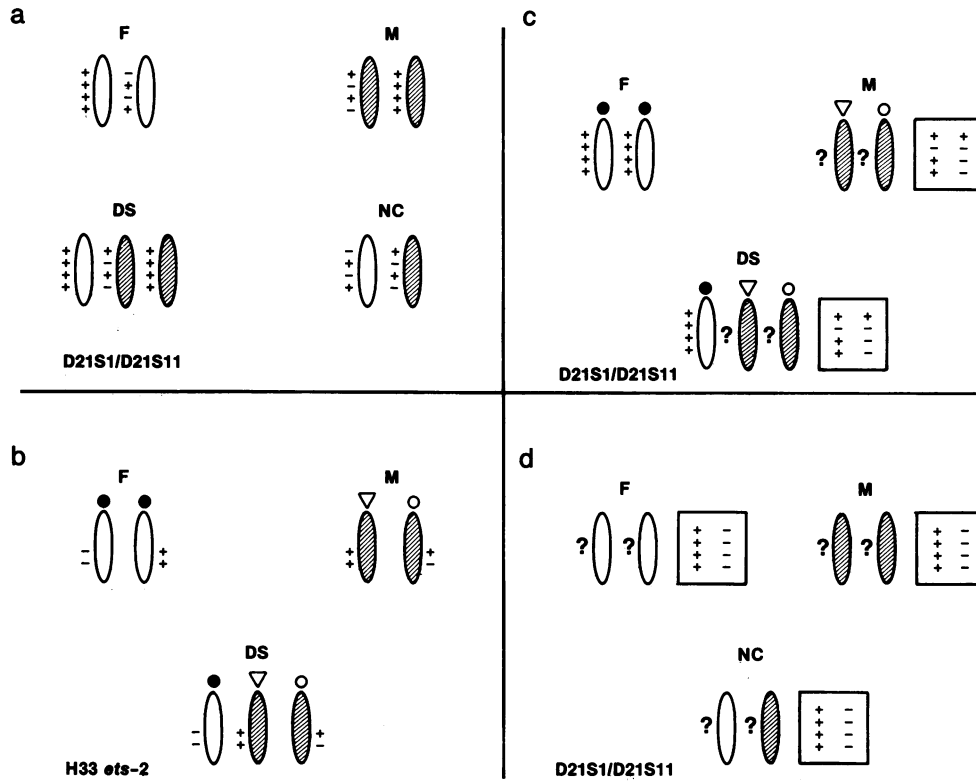 a
F
M
+ −
+ +
+ −
+ +
+ +
− +
+ +
− +
DS
NC
+ + +
+ − +
+ + +
+ − +
− +
+ −
− +
+ −
D21S1/D21S11
b
F
M
− +
− +
+ +
+ −
DS
− + +
− + −
H33 ets-2
c
F
M
+ +
+ +
+ +
+ +
? ?
+ +
− −
+ −
+ −
DS
+
+
+
+
? ?
+ +
− −
+ −
+ −
D21S1/D21S11
d
F
M
? ?
+ −
+ −
+ −
+ −
? ?
+ −
+ −
+ −
+ −
NC
? ?
+ −
+ −
+ −
+ −
D21S1/D21S11